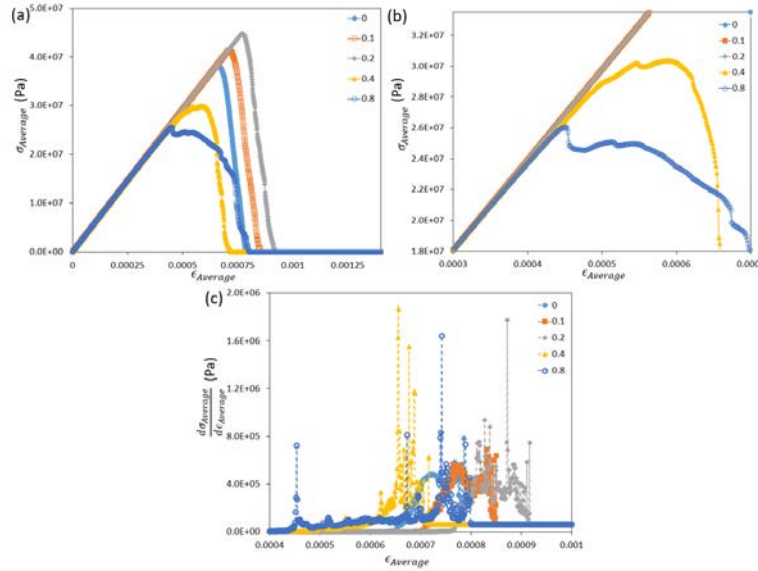 (a)
5.0E+07
4.0E+07
3.0E+07
2.0E+07
1.0E+07
0.0E+00
σAverage (Pa)
0 0.00025 0.0005 0.00075 0.001 0.00125
ϵAverage
0
0.1
0.2
0.4
0.8
(b)
3.2E+07
3.0E+07
2.8E+07
2.6E+07
2.4E+07
2.2E+07
2.0E+07
1.8E+07
σAverage (Pa)
0.0003 0.0004 0.0005 0.0006 0.000
ϵAverage
0
0.1
0.2
0.4
0.8
(c)
2.0E+06
1.6E+06
1.2E+06
8.0E+05
4.0E+05
0.0E+00
dσAverage
dϵAverage
(Pa)
0.0004 0.0005 0.0006 0.0007 0.0008 0.0009 0.001
ϵAverage
0
0.1
0.2
0.4
0.8